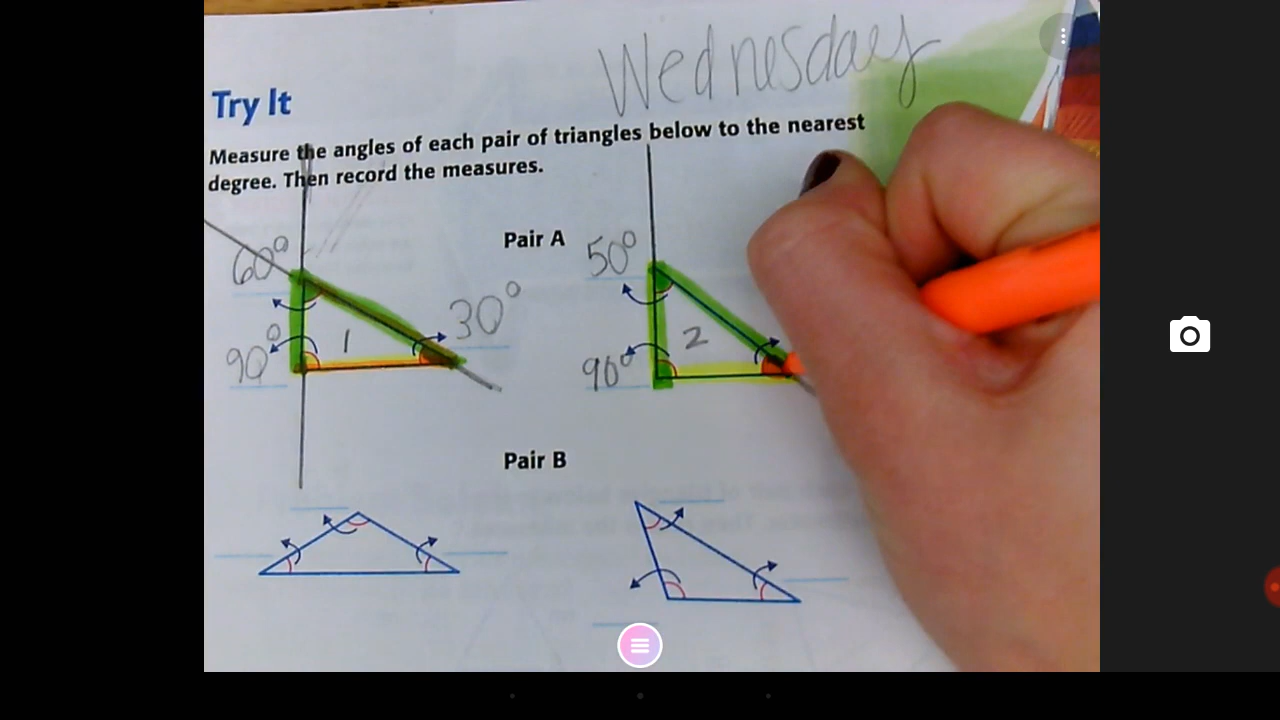 Wednesday
Try It
Measure the angles of each pair of triangles below to the nearest
degree. Then record the measures.
Pair A
60° 50°
30°
90° 1 90° 2
Pair B